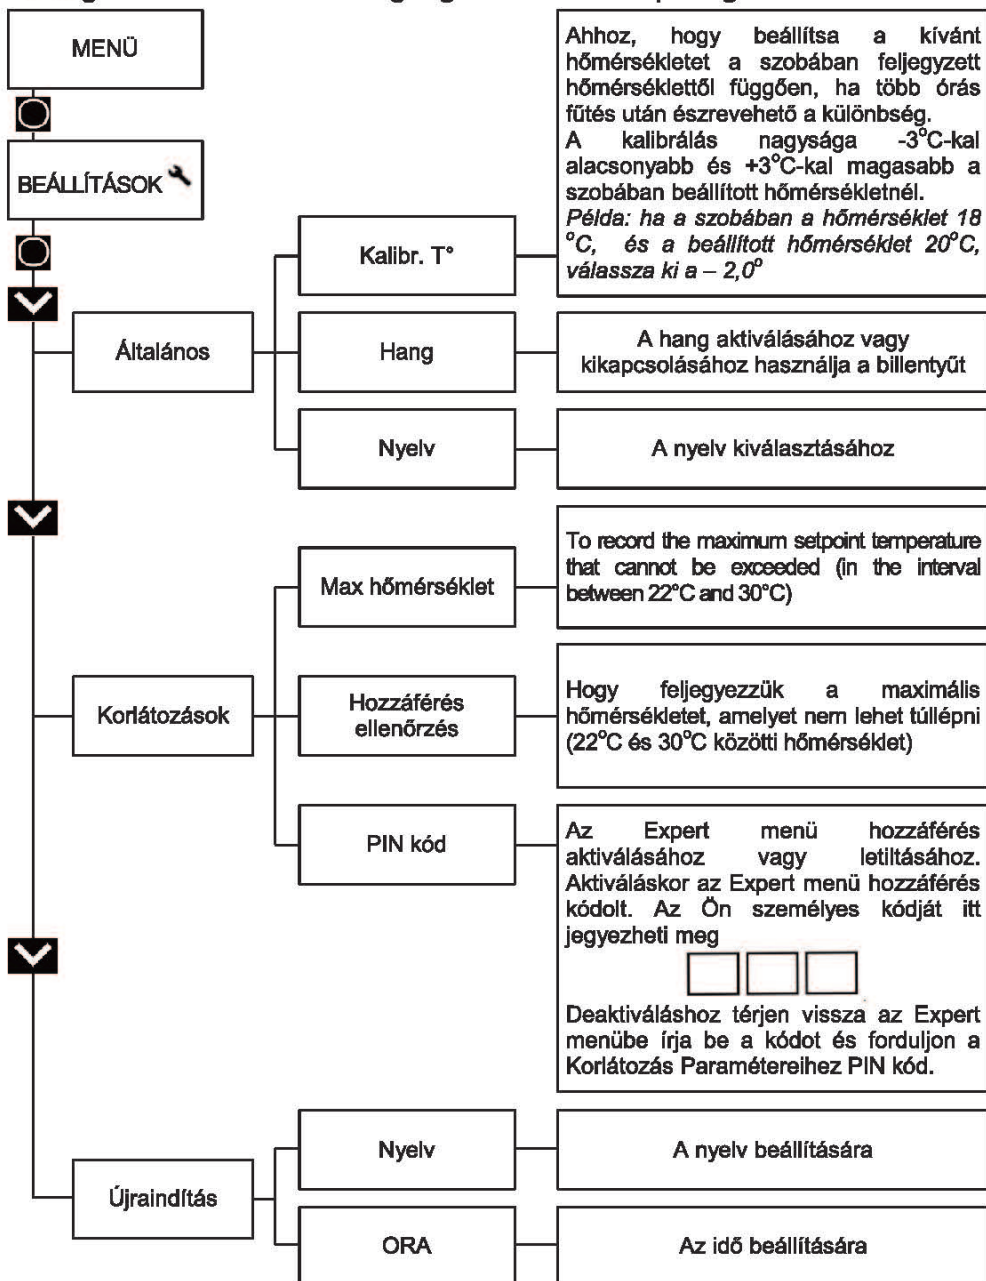 MENÜ
BEÁLLÍTÁSOK
Ahhoz, hogy beállítsa a kívánt
hőmérsékletet a szobában feljegyzett
hőmérséklettől függően, ha több órás
fűtés után észrevehető a különbség.
A kalibrálás nagysága -3°C-kal
alacsonyabb és +3°C-kal magasabb a
szobában beállított hőmérsékletnél.
Példa: ha a szobában a hőmérséklet 18
°C, és a beállított hőmérséklet 20°C,
válassza ki a – 2,0°
Kalibr. T°
Általános
Hang
A hang aktiválásához vagy
kikapcsolásához használja a billentyűt
Nyelv
A nyelv kiválasztásához
Max hőmérséklet
To record the maximum setpoint temperature
that cannot be exceeded (in the interval
between 22°C and 30°C)
Korlátozások
Hozzáférés
ellenőrzés
Hogy feljegyezzük a maximális
hőmérsékletet, amelyet nem lehet túllépni
(22°C és 30°C közötti hőmérséklet)
PIN kód
Az Expert menü hozzáférés
aktiválásához vagy letiltásához.
Aktiváláskor az Expert menü hozzáférés
kódolt. Az Ön személyes kódját itt
jegyezheti meg
Deaktiváláshoz térjen vissza az Expert
menübe írja be a kódot és forduljon a
Korlátozás Paramétereihez PIN kód.
Újraindítás
Nyelv
A nyelv beállítására
ORA
Az idő beállítására